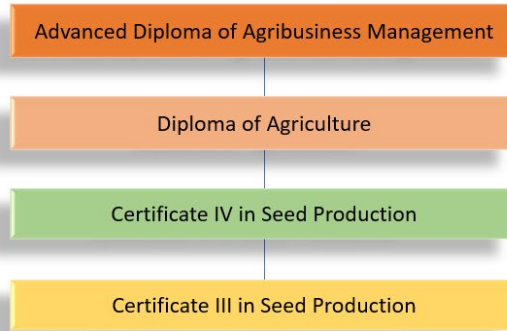 Advanced Diploma of Agribusiness Management
Diploma of Agriculture
Certificate IV in Seed Production
Certificate III in Seed Production